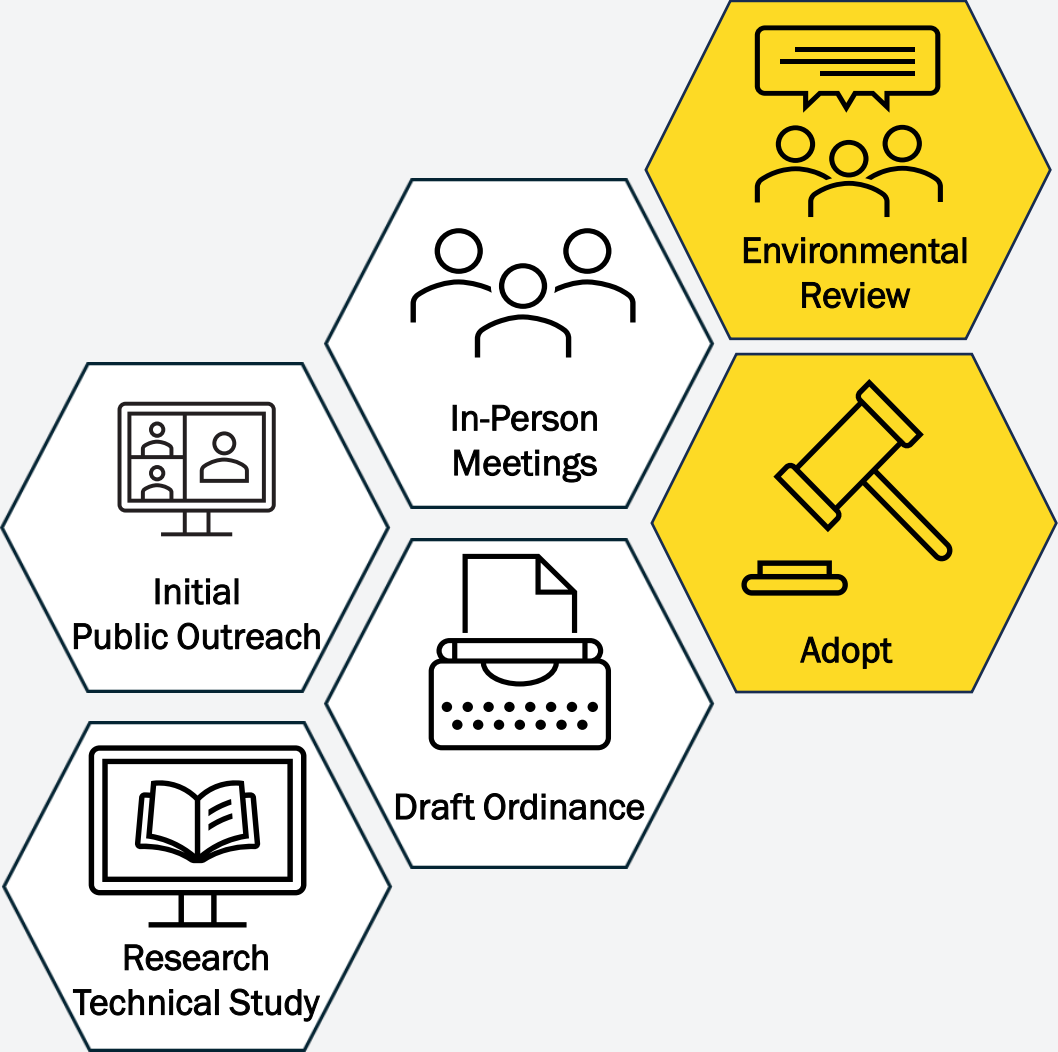 Environmental
Review
In-Person
Meetings
Initial
Public Outreach
Adopt
Draft Ordinance
Research
Technical Study